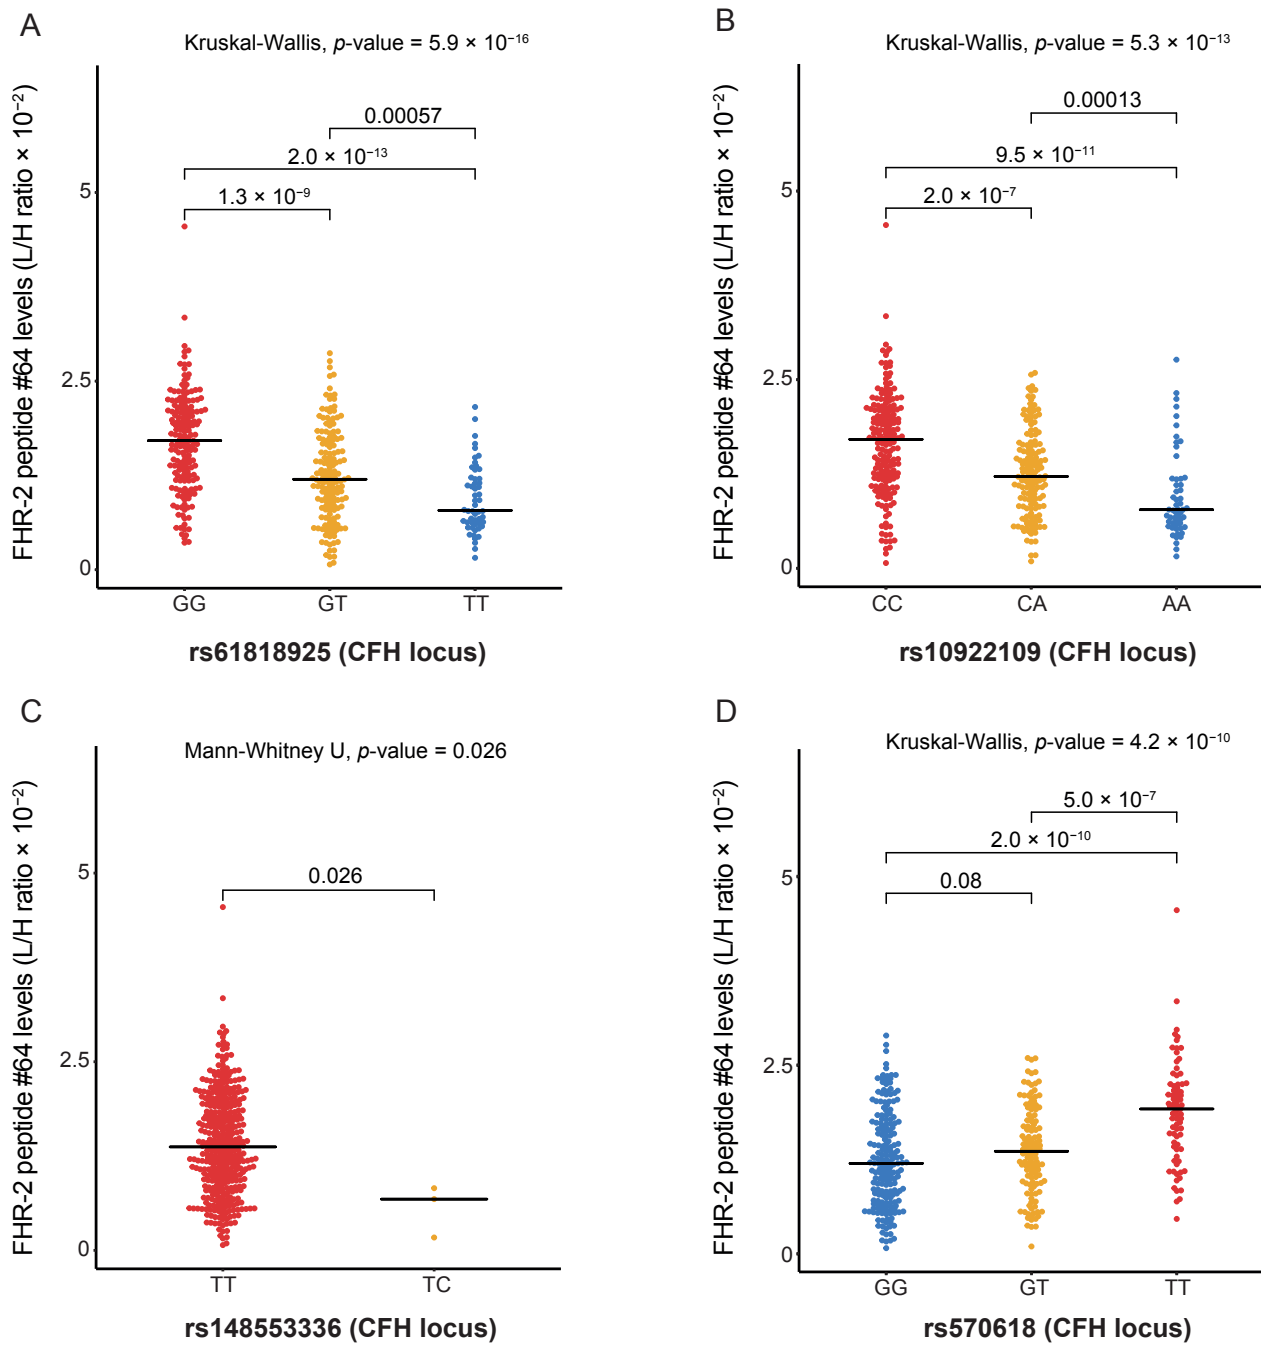 A
Kruskal-Wallis, p-value = 5.9 × 10⁻¹⁶
FHR-2 peptide #64 levels (L/H ratio × 10⁻²)
0.00057
2.0 × 10⁻¹³
1.3 × 10⁻⁹
5
2.5
0
GG GT TT
rs61818925 (CFH locus)
B
Kruskal-Wallis, p-value = 5.3 × 10⁻¹³
FHR-2 peptide #64 levels (L/H ratio × 10⁻²)
0.00013
9.5 × 10⁻¹¹
2.0 × 10⁻⁷
5
2.5
0
CC CA AA
rs10922109 (CFH locus)
C
Mann-Whitney U, p-value = 0.026
FHR-2 peptide #64 levels (L/H ratio × 10⁻²)
0.026
5
2.5
0
TT TC
rs148553336 (CFH locus)
D
Kruskal-Wallis, p-value = 4.2 × 10⁻¹⁰
FHR-2 peptide #64 levels (L/H ratio × 10⁻²)
5.0 × 10⁻⁷
2.0 × 10⁻¹⁰
0.08
5
2.5
0
GG GT TT
rs570618 (CFH locus)